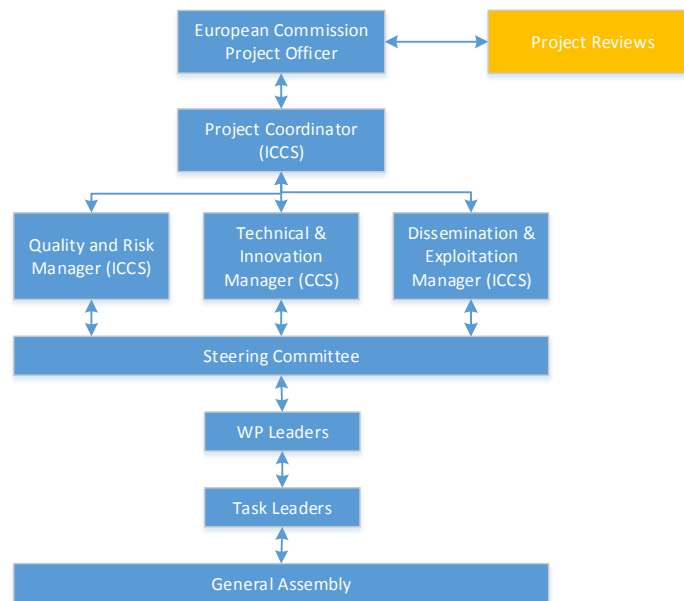 European Commission
Project Officer
Project Reviews
Project Coordinator
(ICCS)
Quality and Risk
Manager (ICCS)
Technical &
Innovation
Manager (CCS)
Dissemination &
Exploitation
Manager (ICCS)
Steering Committee
WP Leaders
Task Leaders
General Assembly